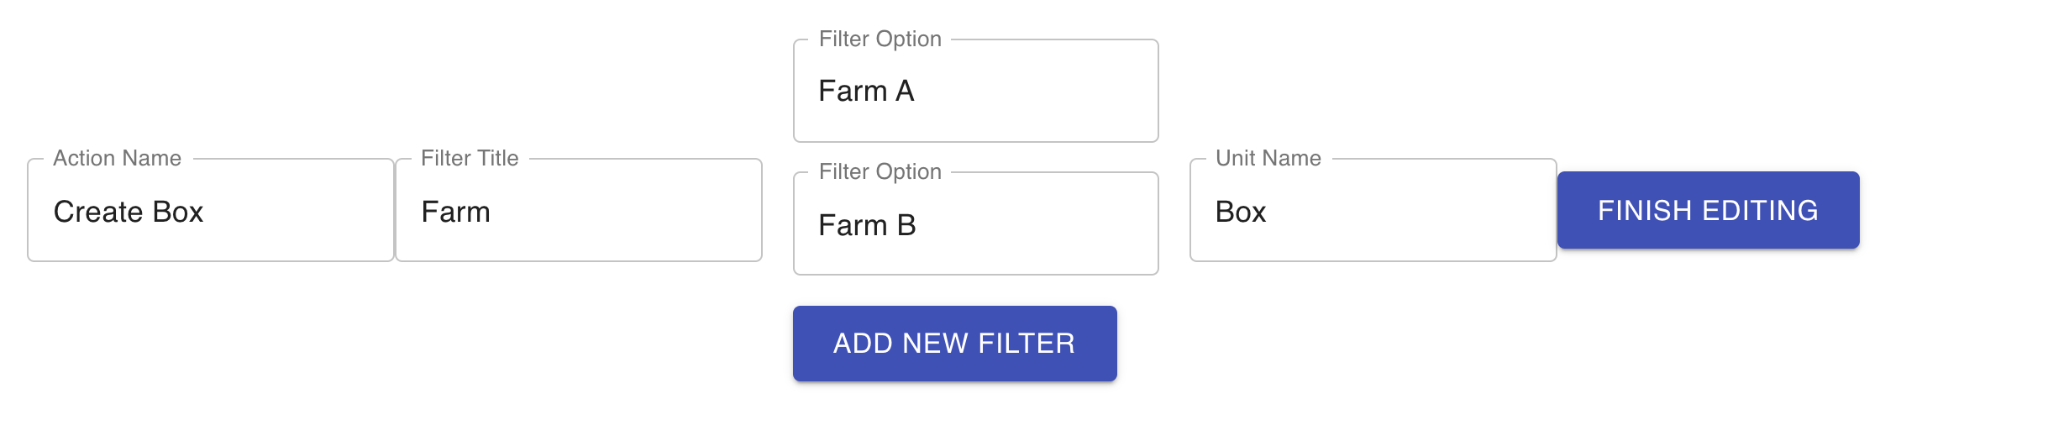 Action Name
Create Box
Filter Title
Farm
Filter Option
Farm A
Filter Option
Farm B
ADD NEW FILTER
Unit Name
Box
FINISH EDITING